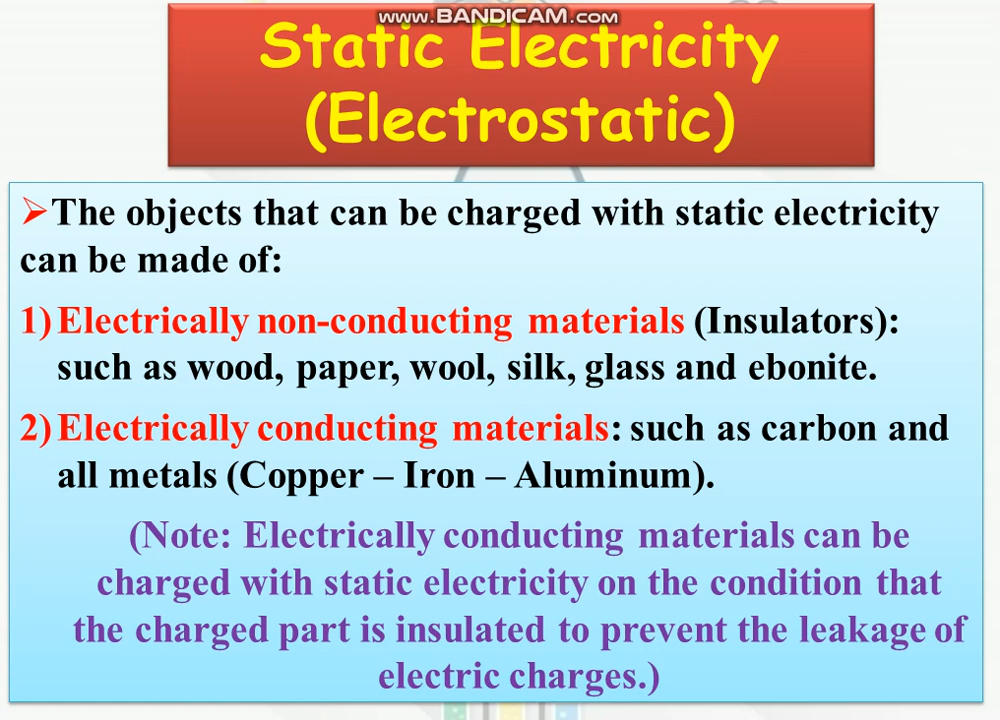 www.BANDICAM.com
Static Electricity
(Electrostatic)
➢The objects that can be charged with static electricity
can be made of:
1) Electrically non-conducting materials (Insulators):
such as wood, paper, wool, silk, glass and ebonite.
2) Electrically conducting materials: such as carbon and
all metals (Copper – Iron – Aluminum).
(Note: Electrically conducting materials can be
charged with static electricity on the condition that
the charged part is insulated to prevent the leakage of
electric charges.)